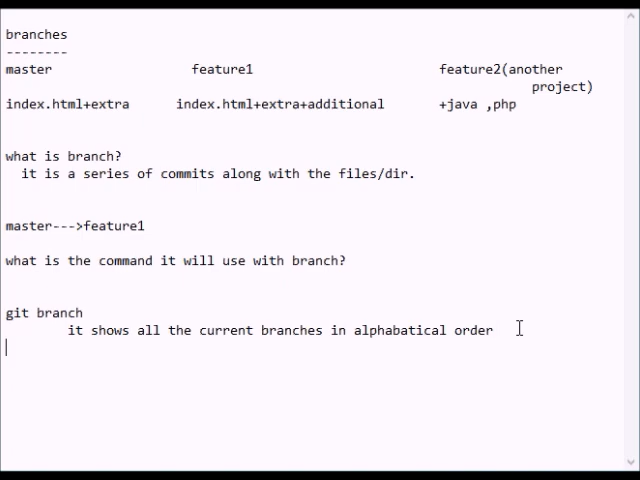 branches
--------
master feature1 feature2(another
project)
index.html+extra index.html+extra+additional +java ,php
what is branch?
it is a series of commits along with the files/dir.
master--->feature1
what is the command it will use with branch?
git branch
it shows all the current branches in alphabatical order